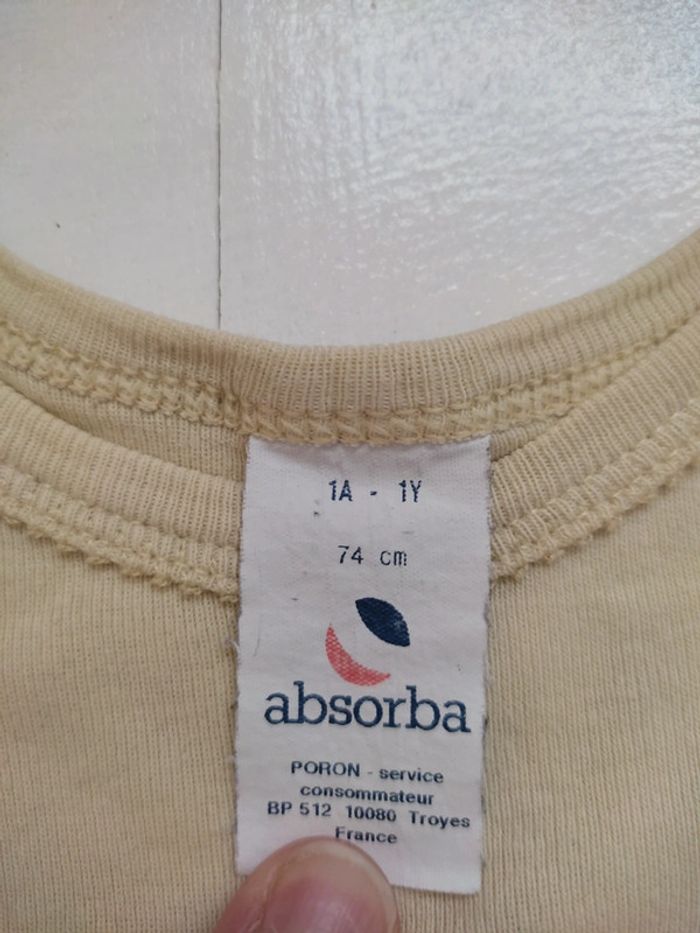 1A - 1Y
74 cm
absorba
PORON - service
consommateur
BP 512 10080 Troyes
France